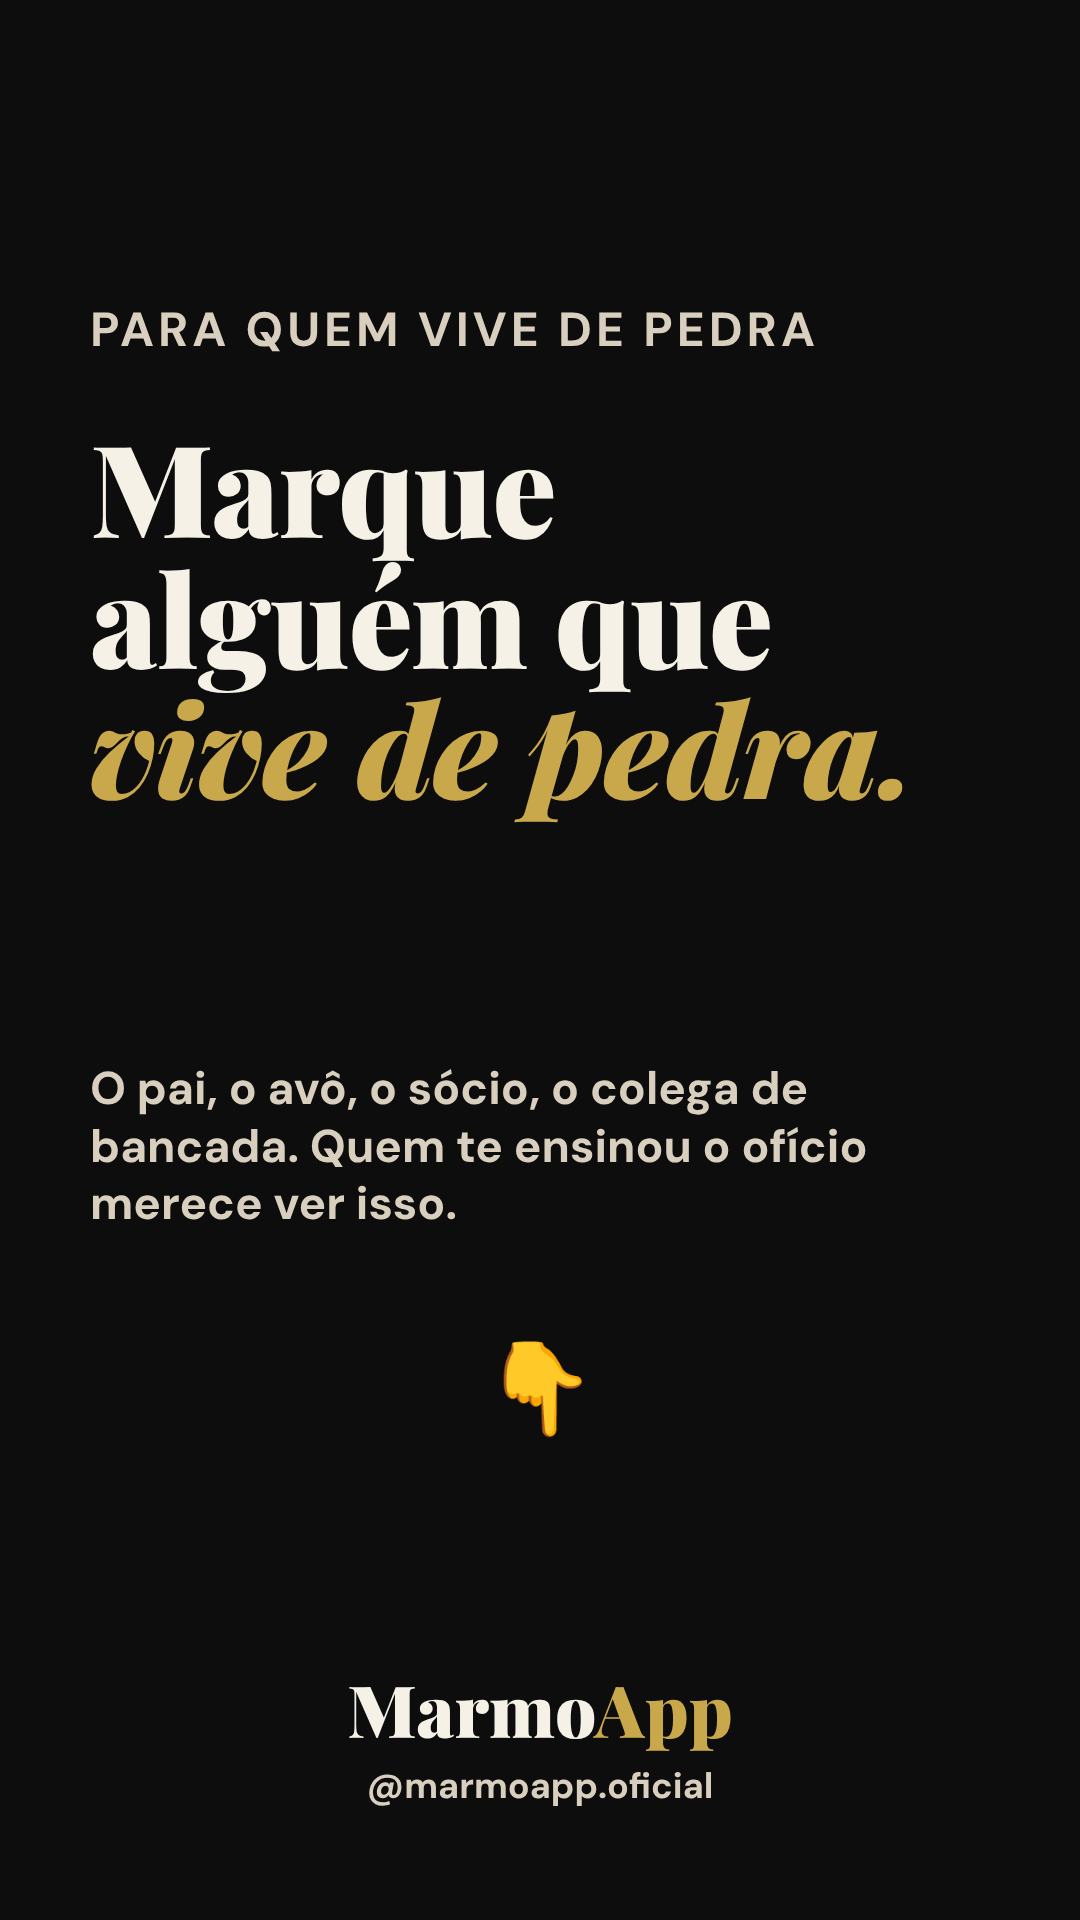 PARA QUEM VIVE DE PEDRA
Marque
alguém que
vive de pedra.
O pai, o avô, o sócio, o colega de
bancada. Quem te ensinou o ofício
merece ver isso.
MarmoApp
@marmoapp.oficial